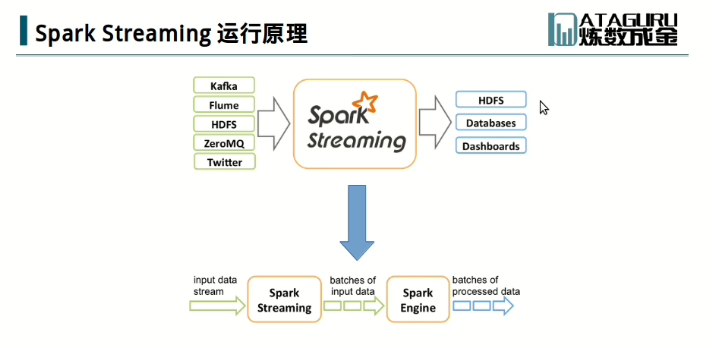 Spark Streaming 运行原理
ATAGURU
炼数成金
Kafka
Flume
HDFS
ZeroMQ
Twitter
Spark
Streaming
HDFS
Databases
Dashboards
input data
stream
Spark
Streaming
batches of
input data
Spark
Engine
batches of
processed data